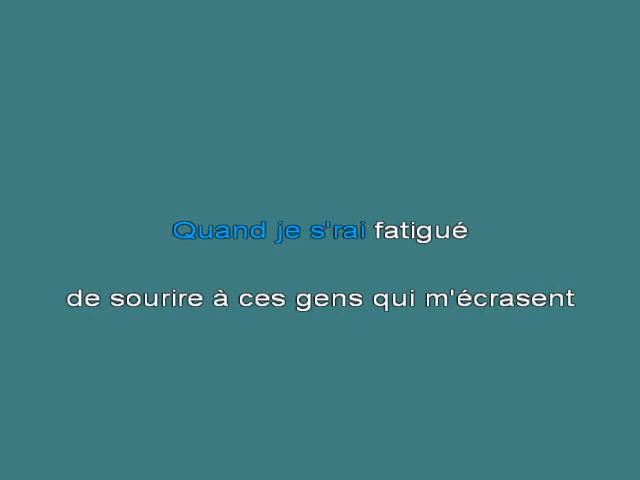 Quand je s'rai fatigué
de sourire à ces gens qui m'écrasent